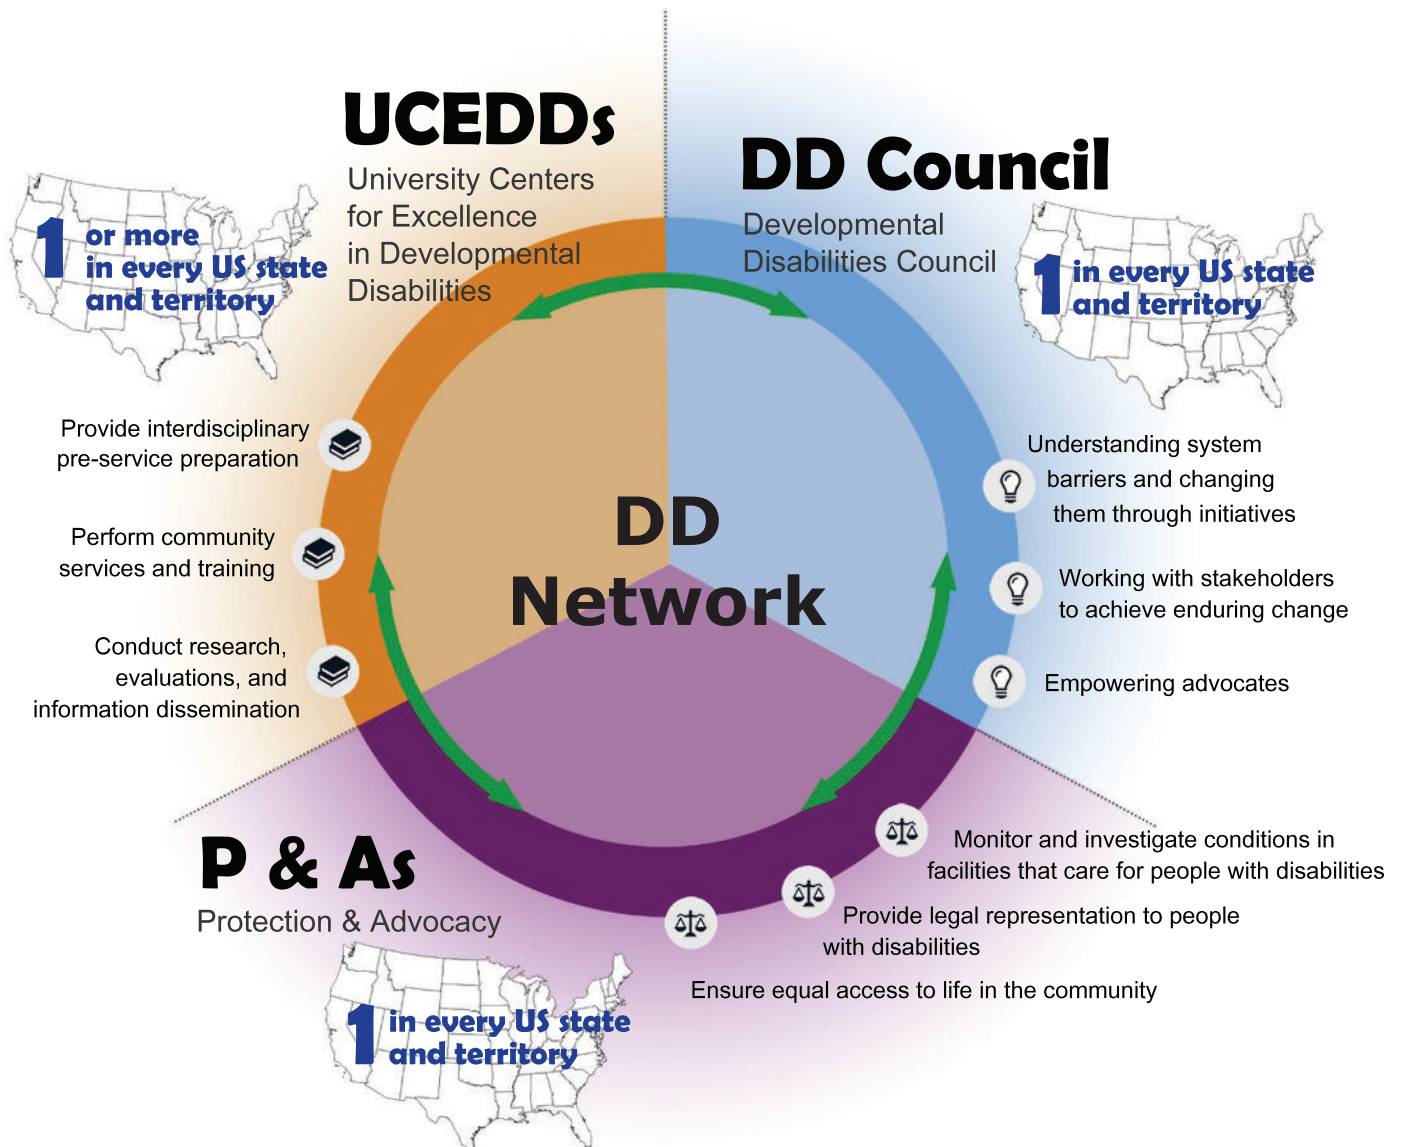 UCEDDs
University Centers
for Excellence
in Developmental
Disabilities
1 or more
in every US state
and territory
Provide interdisciplinary
pre-service preparation
Perform community
services and training
Conduct research,
evaluations, and
information dissemination
DD Council
Developmental
Disabilities Council
1 in every US state
and territory
Understanding system
barriers and changing
them through initiatives
Working with stakeholders
to achieve enduring change
Empowering advocates
DD
Network
P & As
Protection & Advocacy
1 in every US state
and territory
Monitor and investigate conditions in
facilities that care for people with disabilities
Provide legal representation to people
with disabilities
Ensure equal access to life in the community